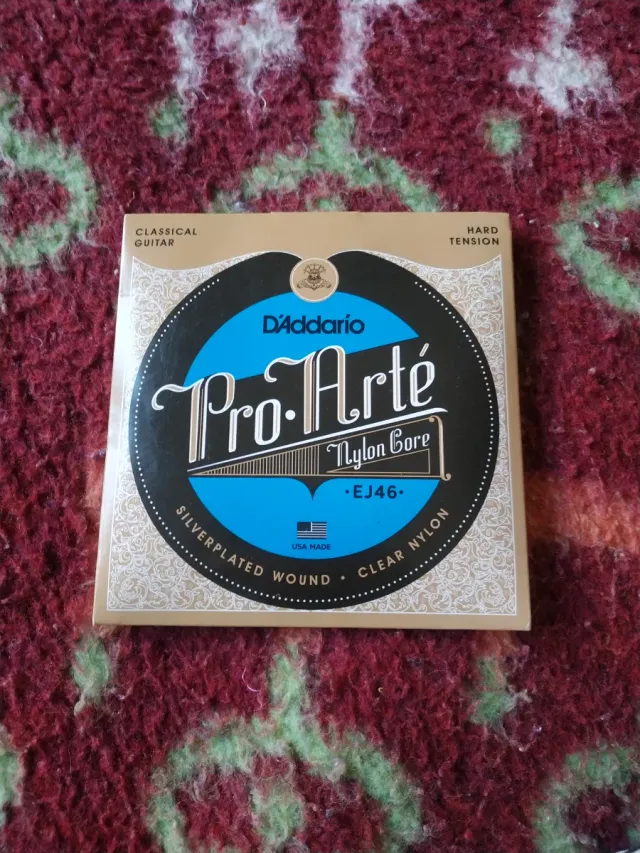 CLASSICAL
GUITAR
HARD
TENSION
D'Addario
Pro·Arté
Nylon Core
·EJ46·
USA MADE
SILVERPLATED WOUND · CLEAR NYLON